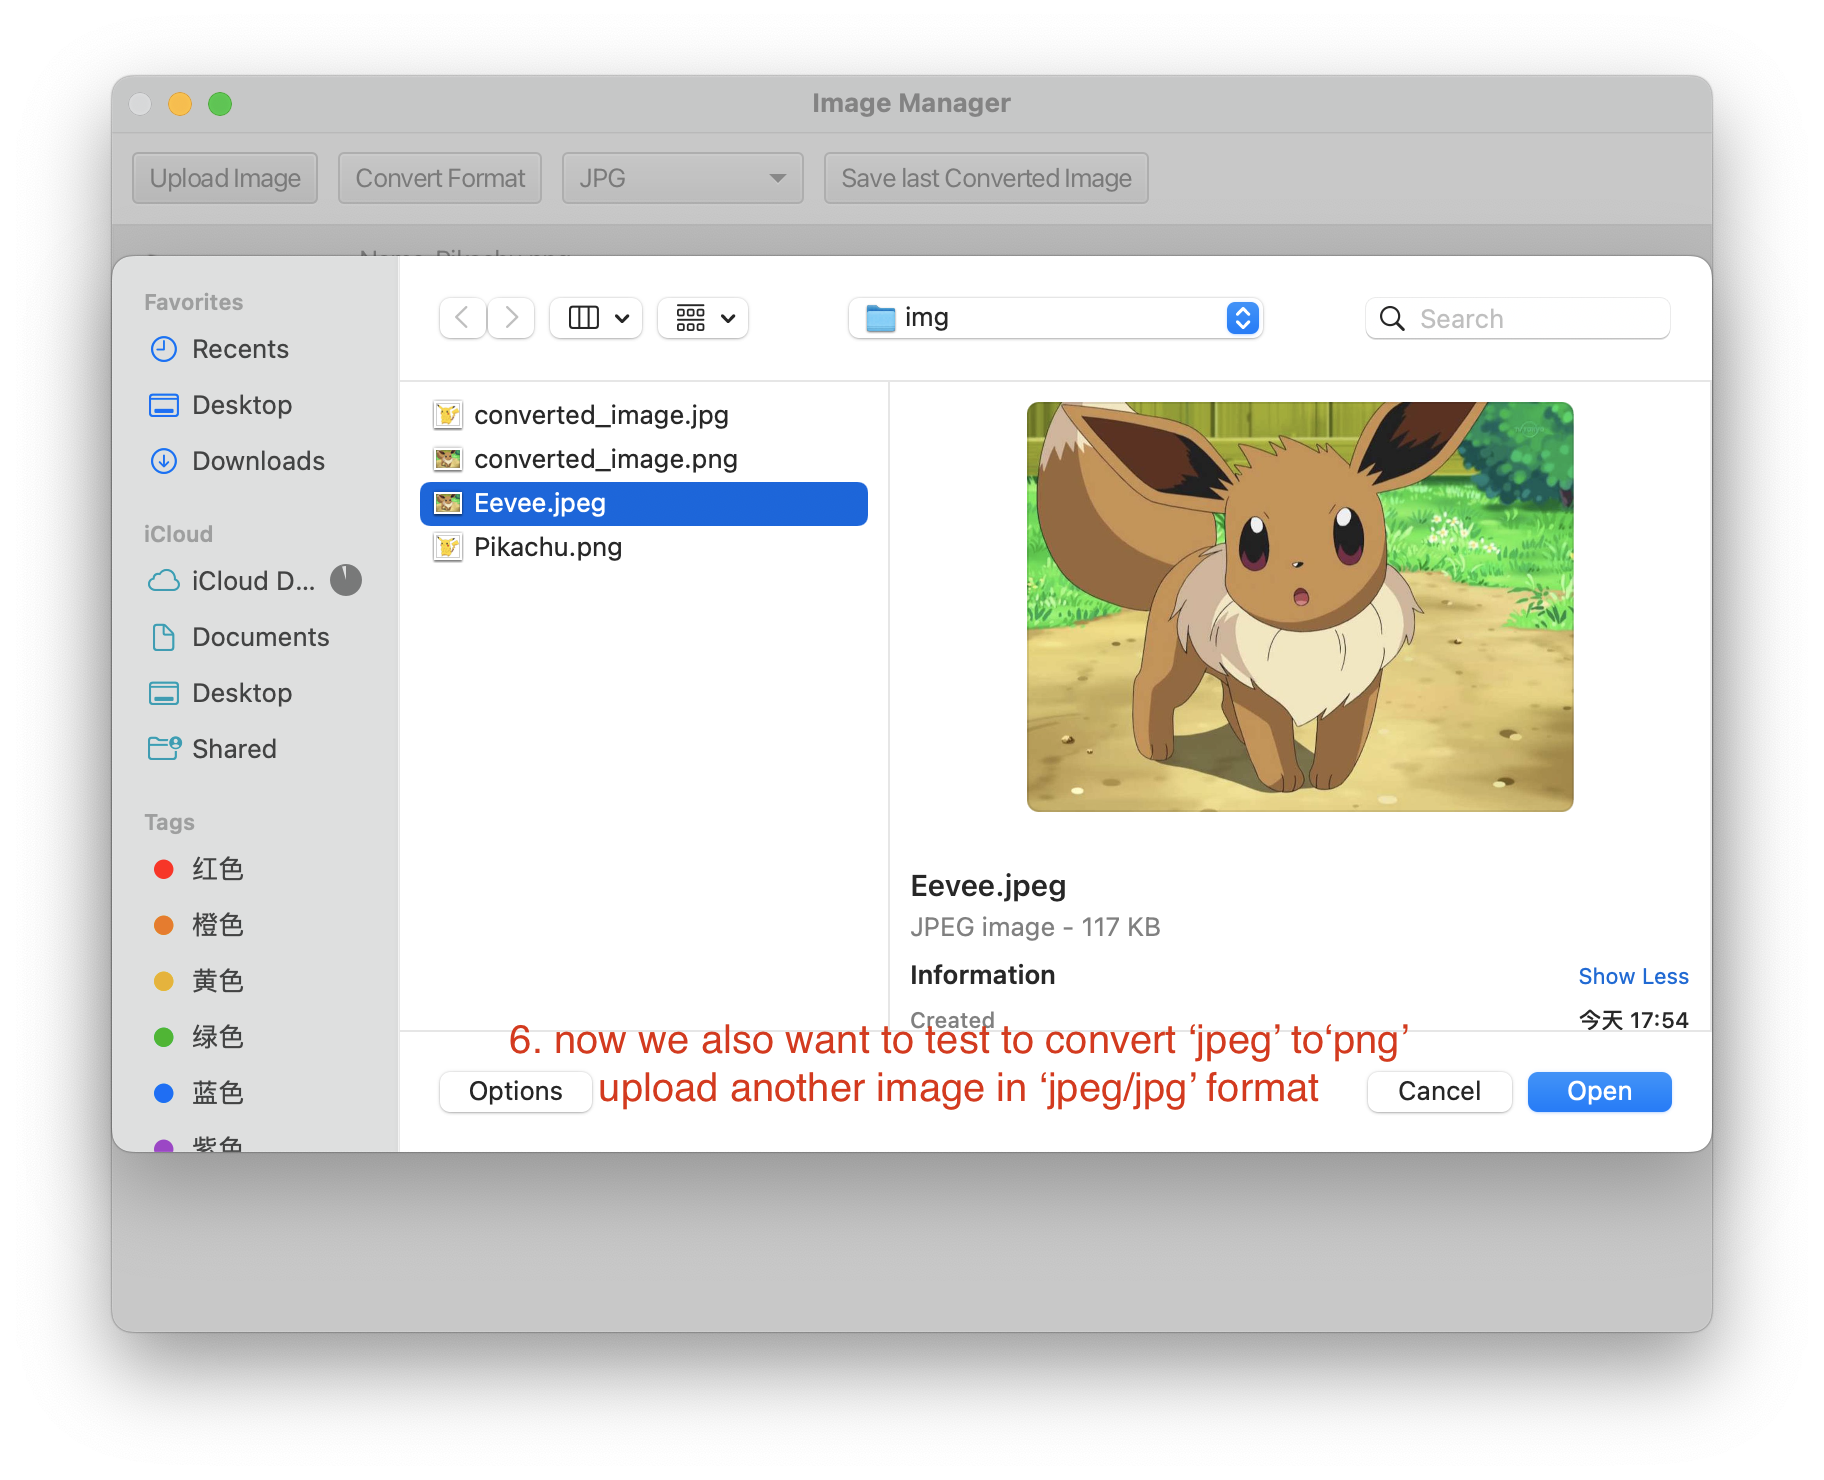 Image Manager
Upload Image
Convert Format
JPG
Save last Converted Image
Favorites
Recents
Desktop
Downloads
iCloud
iCloud D...
Documents
Desktop
Shared
Tags
红色
橙色
黄色
绿色
蓝色
紫色
img
Search
converted_image.jpg
converted_image.png
Eevee.jpeg
Pikachu.png
Eevee.jpeg
JPEG image - 117 KB
Information
Show Less
Created
今天 17:54
6. now we also want to test to convert ‘jpeg’ to‘png’
upload another image in ‘jpeg/jpg’ format
Options
Cancel
Open